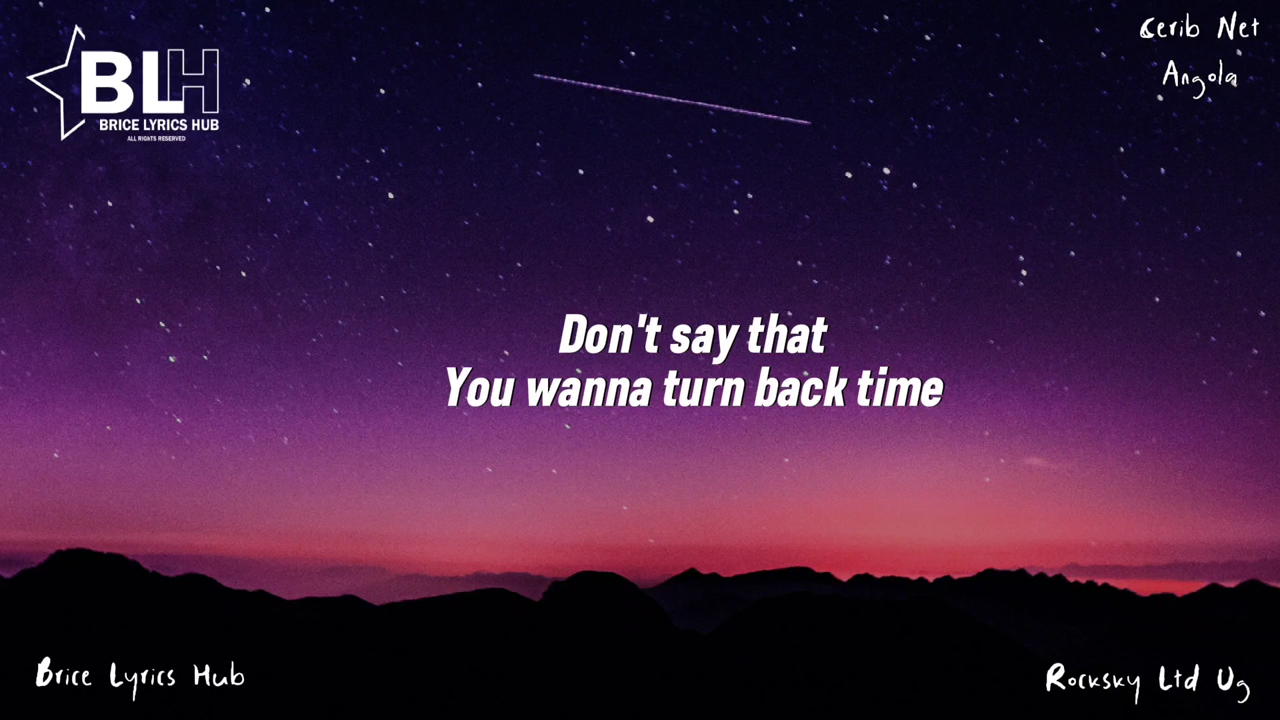 BLH
BRICE LYRICS HUB
ALL RIGHTS RESERVED
Cerib Net
Angola
Don't say that
You wanna turn back time
Brice Lyrics Hub
Rocksky Ltd Ug